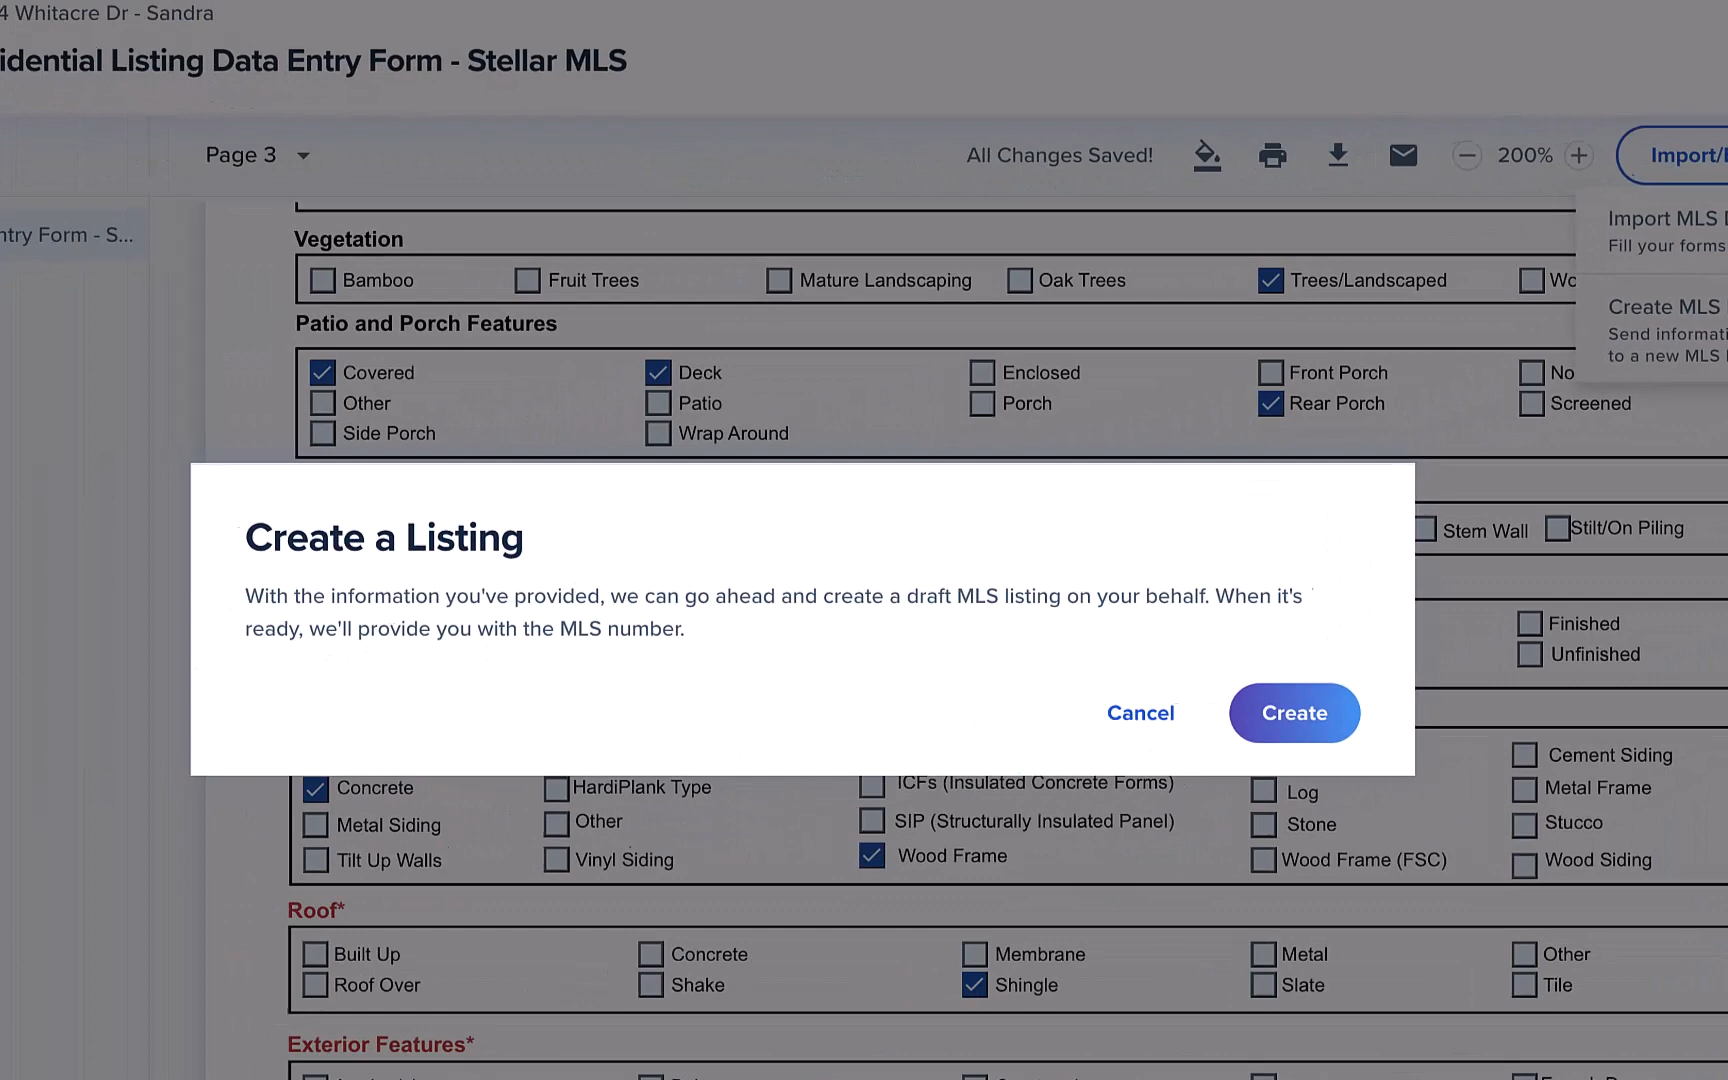 4 Whitacre Dr - Sandra
idential Listing Data Entry Form - Stellar MLS
Page 3
All Changes Saved!
200%
Import/
ntry Form - S...
Import MLS
Fill your forms
Create MLS
Send informati
to a new MLS
Vegetation
Bamboo Fruit Trees Mature Landscaping Oak Trees Trees/Landscaped Wo
Patio and Porch Features
Covered Deck Enclosed Front Porch No
Other Patio Porch Rear Porch Screened
Side Porch Wrap Around
Stem Wall Stilt/On Piling
Finished
Unfinished
Create a Listing
With the information you've provided, we can go ahead and create a draft MLS listing on your behalf. When it's
ready, we'll provide you with the MLS number.
Cancel Create
Cement Siding
Concrete HardiPlank Type ICFs (Insulated Concrete Forms) Log Metal Frame
Metal Siding Other SIP (Structurally Insulated Panel) Stone Stucco
Tilt Up Walls Vinyl Siding Wood Frame Wood Frame (FSC) Wood Siding
Roof*
Built Up Concrete Membrane Metal Other
Roof Over Shake Shingle Slate Tile
Exterior Features*